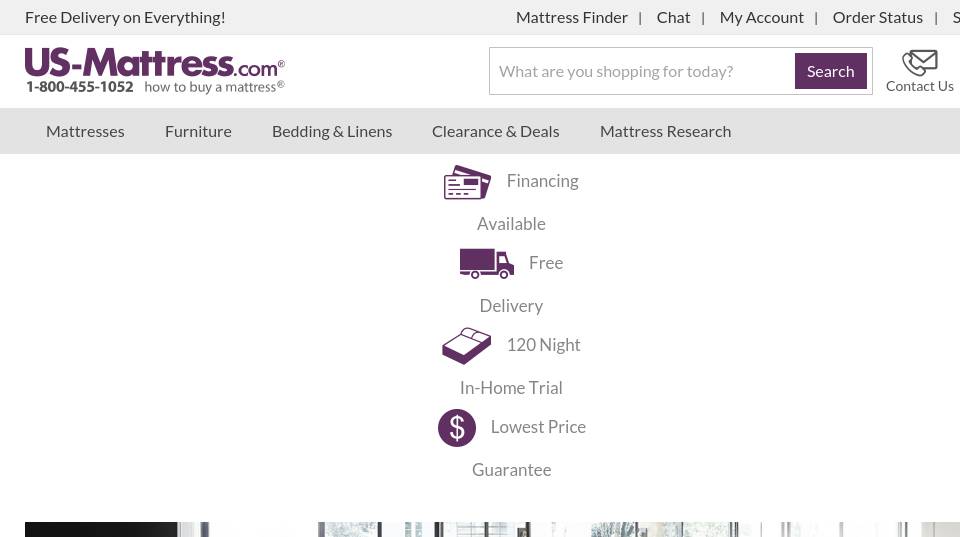 Free Delivery on Everything!
Mattress Finder | Chat | My Account | Order Status |
US-Mattress.com®
1-800-455-1052 how to buy a mattress®
What are you shopping for today? Search
Contact Us
Mattresses Furniture Bedding & Linens Clearance & Deals Mattress Research
Financing
Available
Free
Delivery
120 Night
In-Home Trial
$ Lowest Price
Guarantee